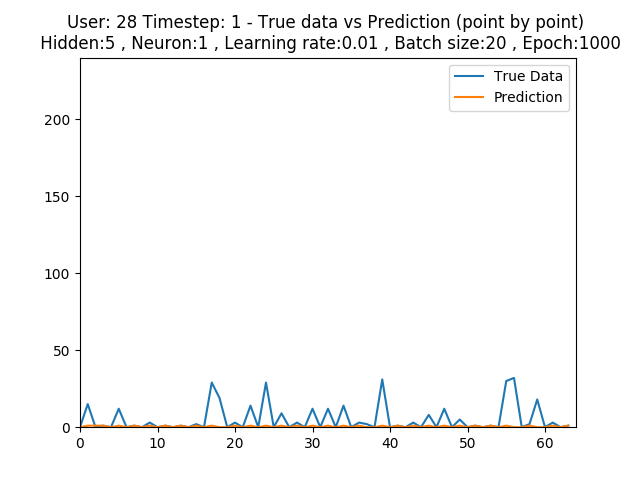 User: 28 Timestep: 1 - True data vs Prediction (point by point)
Hidden:5 , Neuron:1 , Learning rate:0.01 , Batch size:20 , Epoch:1000
True Data
Prediction
200
150
100
50
0
0 10 20 30 40 50 60